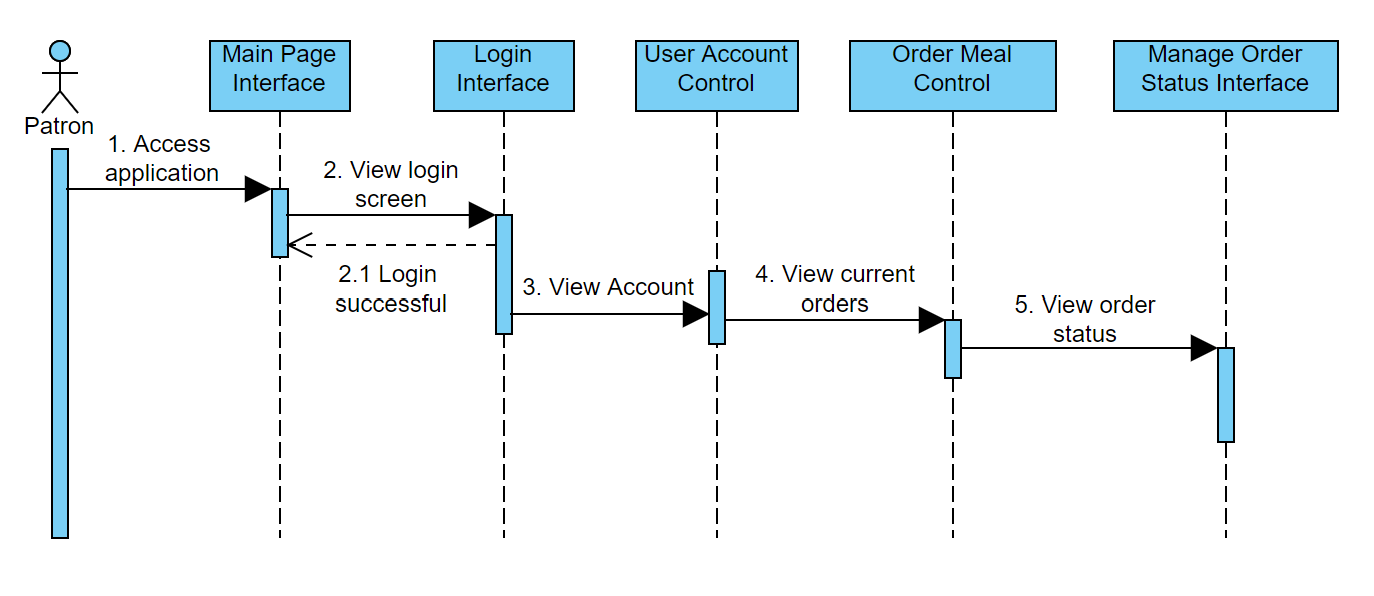 Main Page
Interface
Login
Interface
User Account
Control
Order Meal
Control
Manage Order
Status Interface
Patron
1. Access
application
2. View login
screen
2.1 Login
successful
3. View Account
4. View current
orders
5. View order
status